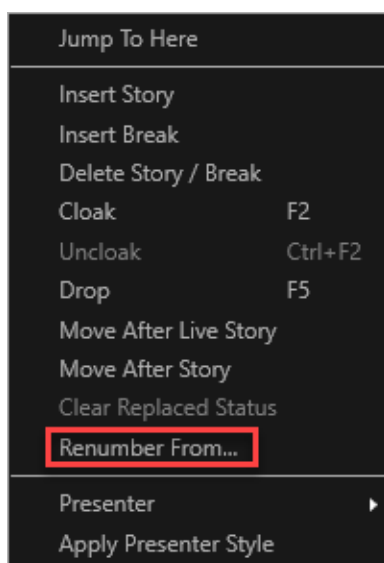 Jump To Here
Insert Story
Insert Break
Delete Story / Break
Cloak F2
Uncloak Ctrl+F2
Drop F5
Move After Live Story
Move After Story
Clear Replaced Status
Renumber From...
Presenter
Apply Presenter Style